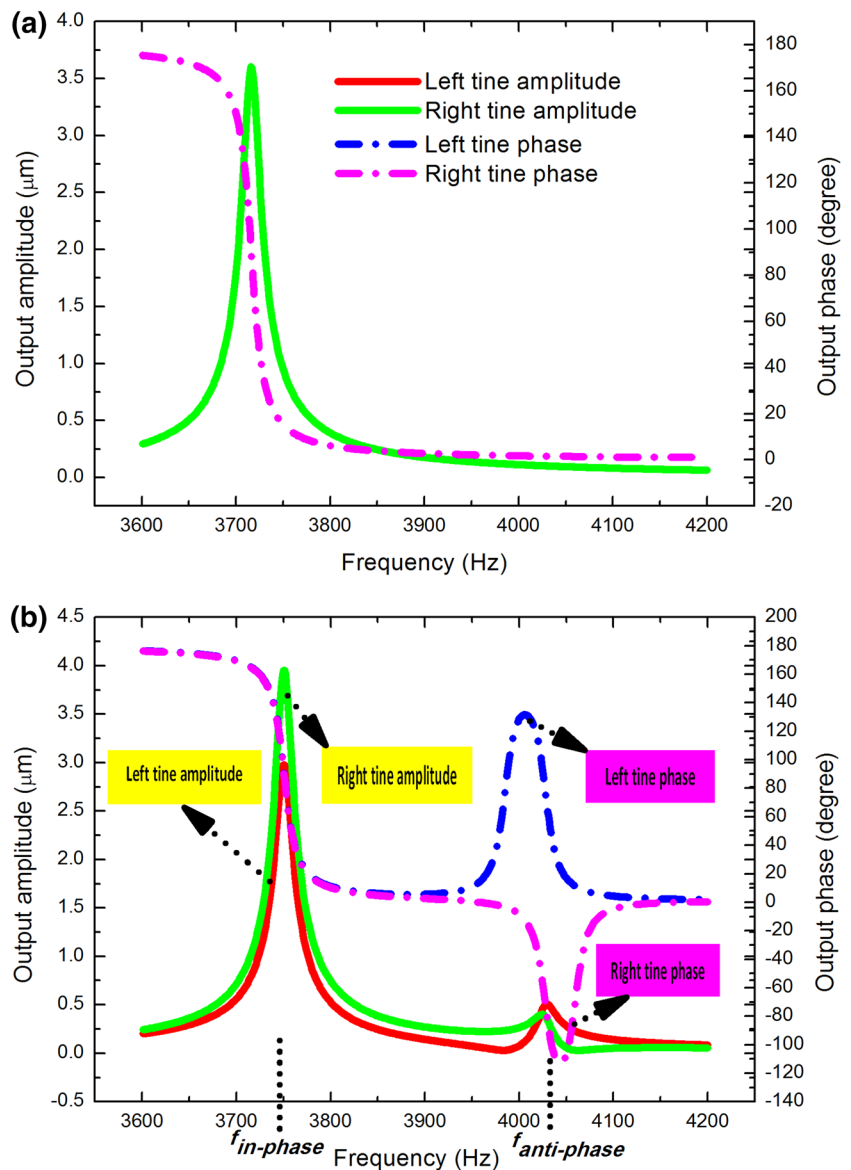 (a)
4.0
3.5
3.0
2.5
2.0
1.5
1.0
0.5
0.0
Output amplitude (μm)
Left tine amplitude
Right tine amplitude
Left tine phase
Right tine phase
180
160
140
120
100
80
60
40
20
0
-20
Output phase (degree)
3600 3700 3800 3900 4000 4100 4200
Frequency (Hz)
(b)
4.5
4.0
3.5
3.0
2.5
2.0
1.5
1.0
0.5
0.0
-0.5
Output amplitude (μm)
Left tine amplitude
Right tine amplitude
Left tine phase
Right tine phase
200
180
160
140
120
100
80
60
40
20
0
-20
-40
-60
-80
-100
-120
-140
Output phase (degree)
3600 3700 3800 3900 4000 4100 4200
f in-phase
Frequency (Hz)
f anti-phase